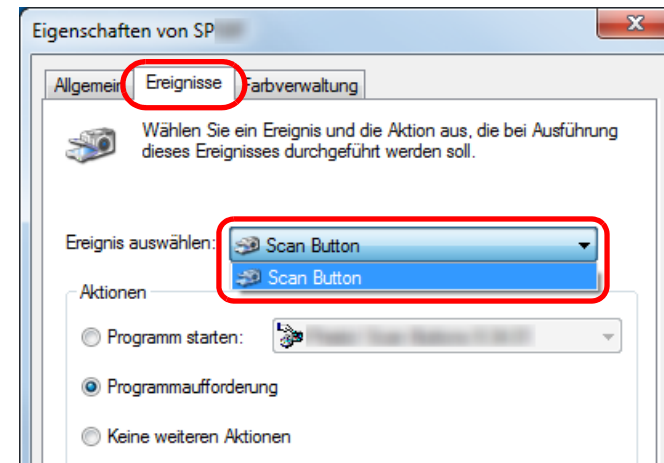 Eigenschaften von SP
Allgemein Ereignisse Farbverwaltung
Wählen Sie ein Ereignis und die Aktion aus, die bei Ausführung
dieses Ereignisses durchgeführt werden soll.
Ereignis auswählen: Scan Button
Scan Button
Aktionen
Programm starten:
Programmaufforderung
Keine weiteren Aktionen